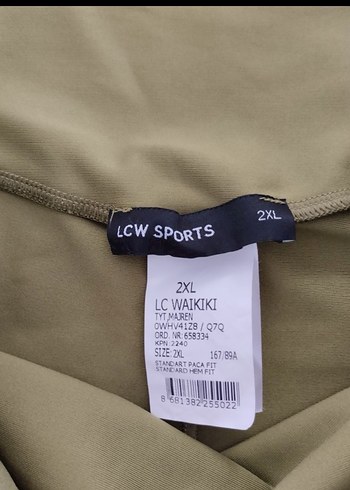 LCW SPORTS
2XL
2XL
LC WAIKIKI
TYT,MAJREN
0WHV41Z8 / Q7Q
ORD. NR:658334
KPN:2240
SIZE:2XL 167/89A
STANDART PACA FIT
STANDARD HEM FIT
8 681382 255022